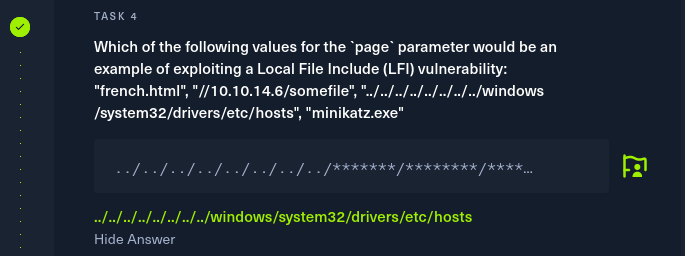 TASK 4
Which of the following values for the `page` parameter would be an
example of exploiting a Local File Include (LFI) vulnerability:
"french.html", "//10.10.14.6/somefile", "../../../../../../../../windows
/system32/drivers/etc/hosts", "minikatz.exe"
../../../../../../../../*******/********/****…
../../../../../../../../windows/system32/drivers/etc/hosts
Hide Answer